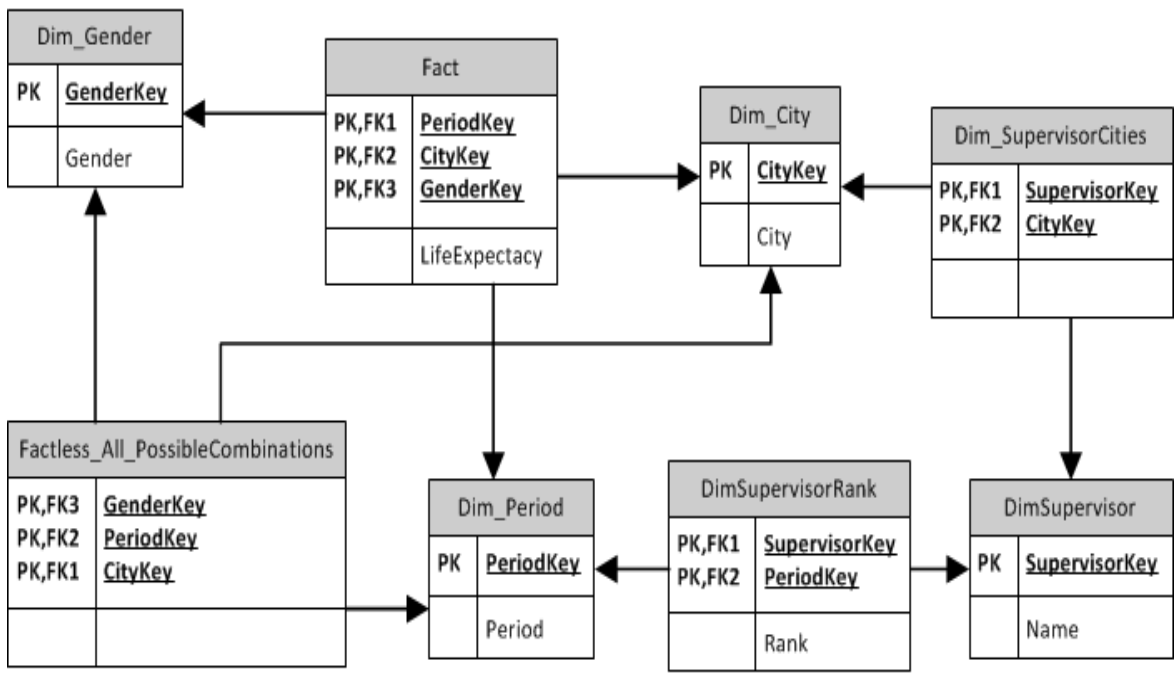 Dim_Gender
PK GenderKey
Gender
Fact
PK,FK1 PeriodKey
PK,FK2 CityKey
PK,FK3 GenderKey
LifeExpectacy
Dim_City
PK CityKey
City
Dim_SupervisorCities
PK,FK1 SupervisorKey
PK,FK2 CityKey
Factless_All_PossibleCombinations
PK,FK3 GenderKey
PK,FK2 PeriodKey
PK,FK1 CityKey
Dim_Period
PK PeriodKey
Period
DimSupervisorRank
PK,FK1 SupervisorKey
PK,FK2 PeriodKey
Rank
DimSupervisor
PK SupervisorKey
Name